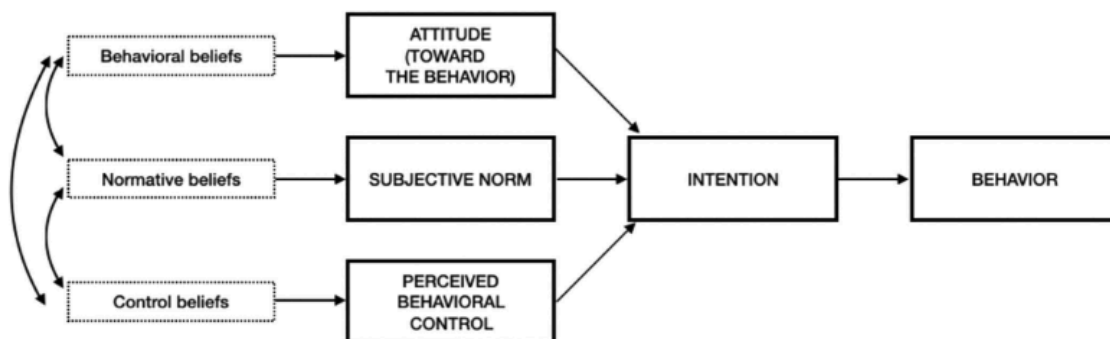 Behavioral beliefs
ATTITUDE
(TOWARD
THE BEHAVIOR)
Normative beliefs
SUBJECTIVE NORM
INTENTION
BEHAVIOR
Control beliefs
PERCEIVED
BEHAVIORAL
CONTROL